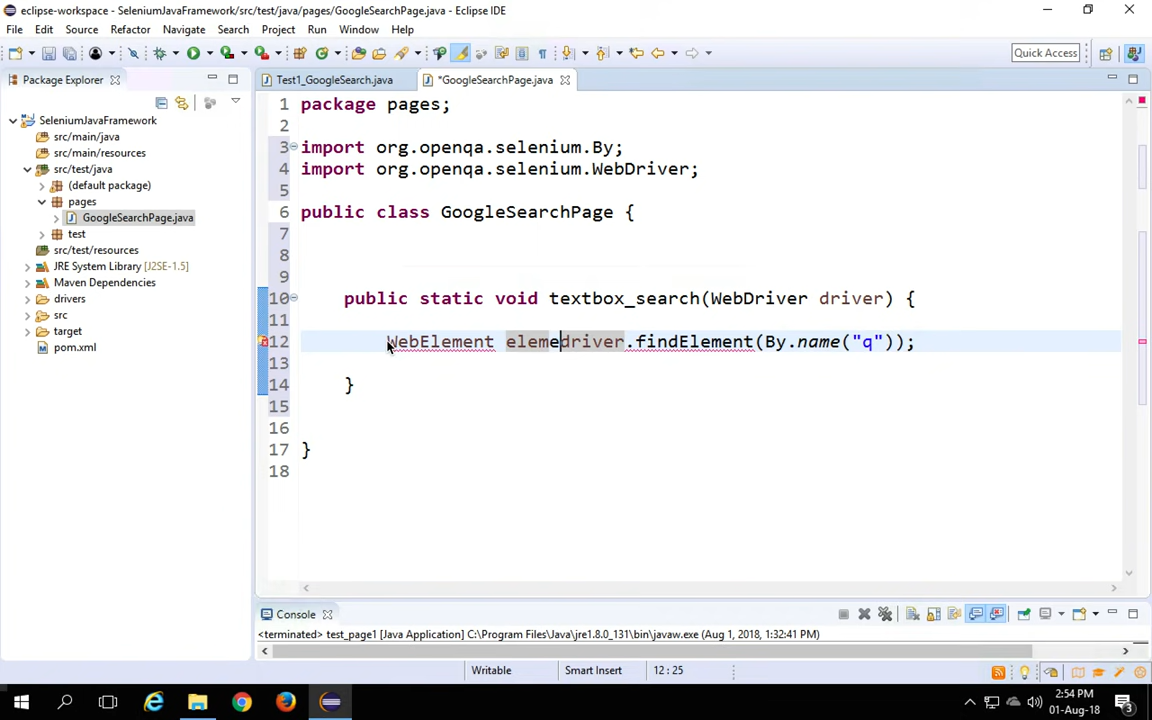 eclipse-workspace - SeleniumJavaFramework/src/test/java/pages/GoogleSearchPage.java - Eclipse IDE
File Edit Source Refactor Navigate Search Project Run Window Help
Quick Access
Package Explorer
Test1_GoogleSearch.java
*GoogleSearchPage.java
SeleniumJavaFramework
src/main/java
src/main/resources
src/test/java
(default package)
pages
GoogleSearchPage.java
test
src/test/resources
JRE System Library [J2SE-1.5]
Maven Dependencies
drivers
src
target
pom.xml
1 package pages;
2
3 import org.openqa.selenium.By;
4 import org.openqa.selenium.WebDriver;
5
6 public class GoogleSearchPage {
7
8
9
10 public static void textbox_search(WebDriver driver) {
11
12 WebElement elemedriver.findElement(By.name("q"));
13
14 }
15
16
17 }
18
Console
<terminated> test_page1 [Java Application] C:\Program Files\Java\jre1.8.0_131\bin\javaw.exe (Aug 1, 2018, 1:32:41 PM)
Writable Smart Insert 12 : 25
2:54 PM
01-Aug-18
3